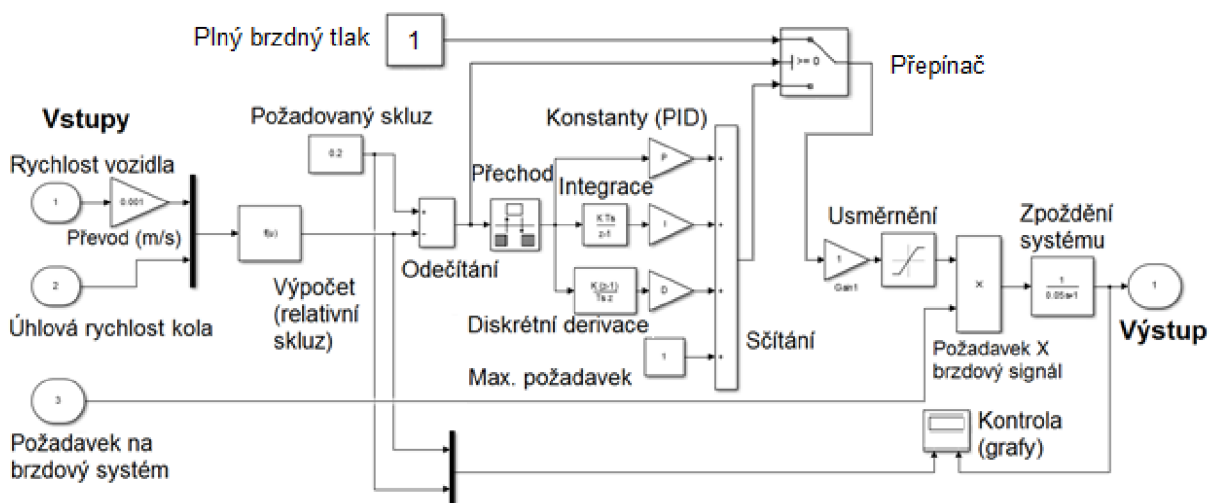 Plný brzdný tlak
1
>= 0
Přepínač
Vstupy
Požadovaný skluz
0.2
Konstanty (PID)
Rychlost vozidla
1
0.001
Převod (m/s)
2
Úhlová rychlost kola
f(u)
Výpočet
(relativní
skluz)
+
-
Odečítání
Přechod
P
Integrace
K Ts
z-1
I
K (z-1)
Ts z
D
Diskrétní derivace
1
Max. požadavek
+
+
+
+
Sčítání
1
Gain1
Usměrnění
X
Požadavek X
brzdový signál
Zpoždění
systému
1
0.05s+1
1
Výstup
3
Požadavek na
brzdový systém
Kontrola
(grafy)